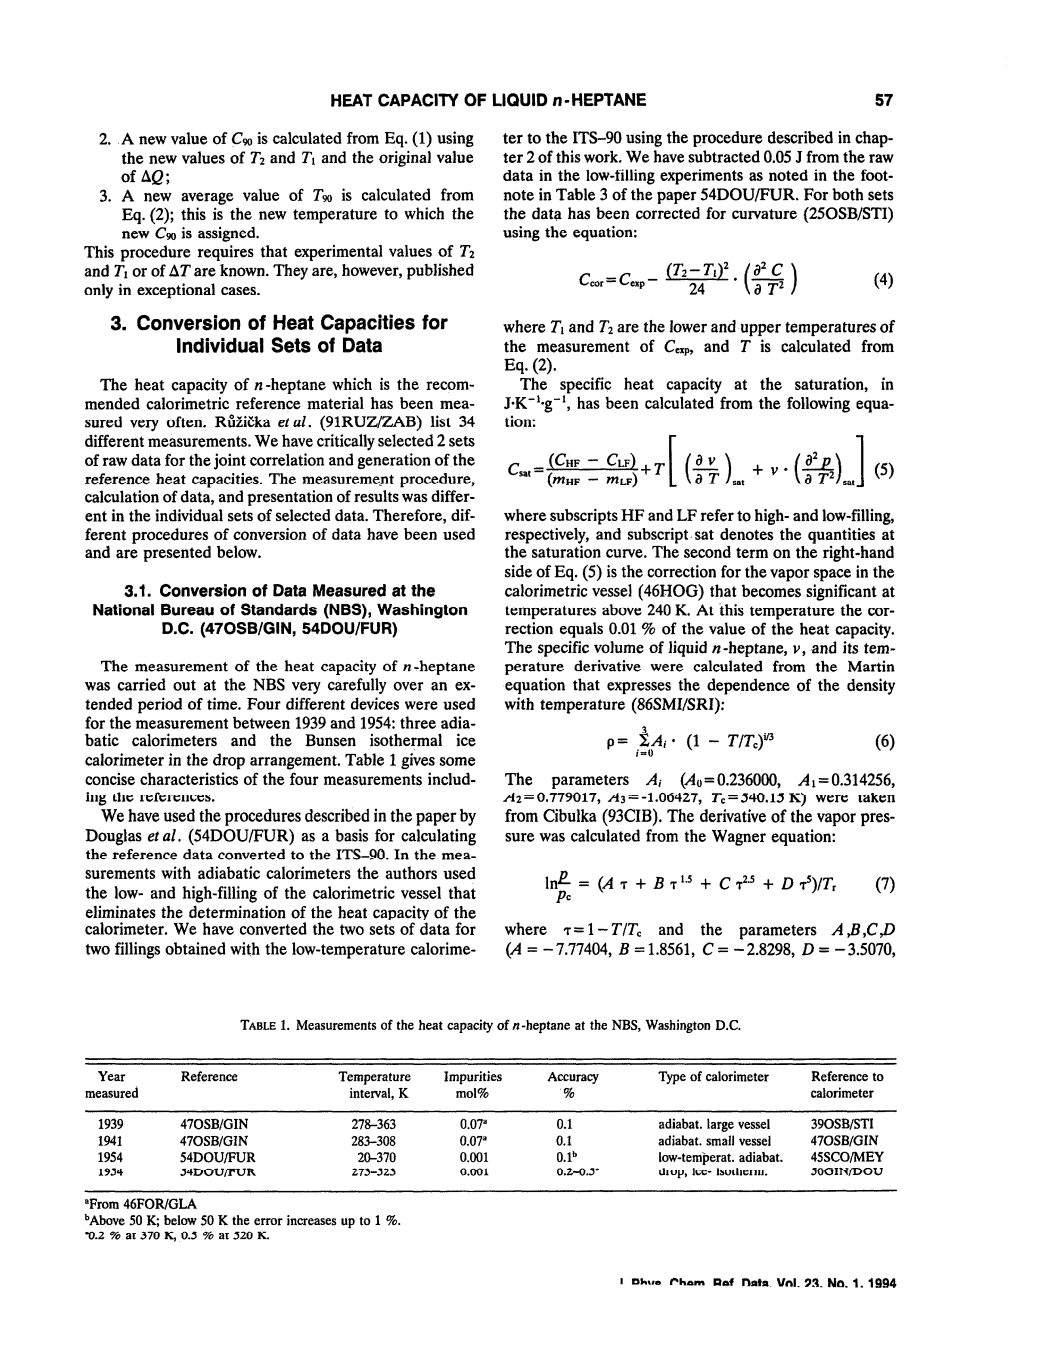 HEAT CAPACITY OF LIQUID n-HEPTANE
57
2. A new value of C₉₀ is calculated from Eq. (1) using
the new values of T₂ and T₁ and the original value
of ΔQ;
3. A new average value of T₉₀ is calculated from
Eq. (2); this is the new temperature to which the
new C₉₀ is assigned.
This procedure requires that experimental values of T₂
and T₁ or of ΔT are known. They are, however, published
only in exceptional cases.
3. Conversion of Heat Capacities for
Individual Sets of Data
The heat capacity of n-heptane which is the recom-
mended calorimetric reference material has been mea-
sured very often. Růžička et al. (91RUZ/ZAB) list 34
different measurements. We have critically selected 2 sets
of raw data for the joint correlation and generation of the
reference heat capacities. The measurement procedure,
calculation of data, and presentation of results was differ-
ent in the individual sets of selected data. Therefore, dif-
ferent procedures of conversion of data have been used
and are presented below.
3.1. Conversion of Data Measured at the
National Bureau of Standards (NBS), Washington
D.C. (47OSB/GIN, 54DOU/FUR)
The measurement of the heat capacity of n-heptane
was carried out at the NBS very carefully over an ex-
tended period of time. Four different devices were used
for the measurement between 1939 and 1954: three adia-
batic calorimeters and the Bunsen isothermal ice
calorimeter in the drop arrangement. Table 1 gives some
concise characteristics of the four measurements includ-
ing the references.
We have used the procedures described in the paper by
Douglas et al. (54DOU/FUR) as a basis for calculating
the reference data converted to the ITS–90. In the mea-
surements with adiabatic calorimeters the authors used
the low- and high-filling of the calorimetric vessel that
eliminates the determination of the heat capacity of the
calorimeter. We have converted the two sets of data for
two fillings obtained with the low-temperature calorime-
ter to the ITS–90 using the procedure described in chap-
ter 2 of this work. We have subtracted 0.05 J from the raw
data in the low-filling experiments as noted in the foot-
note in Table 3 of the paper 54DOU/FUR. For both sets
the data has been corrected for curvature (25OSB/STI)
using the equation:
C_cor = C_exp − (T₂−T₁)²/24 · (∂² C/∂ T²) (4)
where T₁ and T₂ are the lower and upper temperatures of
the measurement of C_exp, and T is calculated from
Eq. (2).
The specific heat capacity at the saturation, in
J·K⁻¹·g⁻¹, has been calculated from the following equa-
tion:
C_sat = (C_HF − C_LF)/(m_HF − m_LF) + T[(∂ v/∂ T)_sat + v · (∂² p/∂ T²)_sat] (5)
where subscripts HF and LF refer to high- and low-filling,
respectively, and subscript sat denotes the quantities at
the saturation curve. The second term on the right-hand
side of Eq. (5) is the correction for the vapor space in the
calorimetric vessel (46HOG) that becomes significant at
temperatures above 240 K. At this temperature the cor-
rection equals 0.01 % of the value of the heat capacity.
The specific volume of liquid n-heptane, v, and its tem-
perature derivative were calculated from the Martin
equation that expresses the dependence of the density
with temperature (86SMI/SRI):
ρ = Σ³ᵢ₌₀ Aᵢ · (1 − T/T_c)^(i/3) (6)
The parameters Aᵢ (A₀=0.236000, A₁=0.314256,
A₂=0.779017, A₃=-1.06427, T_c=540.15 K) were taken
from Cibulka (93CIB). The derivative of the vapor pres-
sure was calculated from the Wagner equation:
ln p/p_c = (A τ + B τ^1.5 + C τ^2.5 + D τ⁵)/T_r (7)
where τ=1−T/T_c and the parameters A,B,C,D
(A = −7.77404, B = 1.8561, C = −2.8298, D = −3.5070,
TABLE 1. Measurements of the heat capacity of n-heptane at the NBS, Washington D.C.
Year Reference Temperature Impurities Accuracy Type of calorimeter Reference to
measured interval, K mol% % calorimeter
1939 47OSB/GIN 278–363 0.07ᵃ 0.1 adiabat. large vessel 39OSB/STI
1941 47OSB/GIN 283–308 0.07ᵃ 0.1 adiabat. small vessel 47OSB/GIN
1954 54DOU/FUR 20–370 0.001 0.1ᵇ low-temperat. adiabat. 45SCO/MEY
1954 54DOU/FUR 273–523 0.001 0.2–0.5 drop, ice- isotherm. 50GIN/DOU
ᵃFrom 46FOR/GLA
ᵇAbove 50 K; below 50 K the error increases up to 1 %.
0.2 % at 370 K, 0.5 % at 520 K.
J. Phys. Chem. Ref. Data, Vol. 23, No. 1, 1994